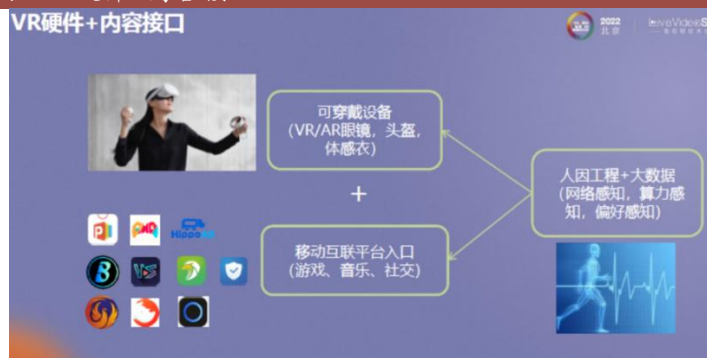 VR硬件+内容接口
2022
北京
可穿戴设备
(VR/AR眼镜,头盔,
体感衣)
+
人因工程+大数据
(网络感知,算力感
知,偏好感知)
移动互联平台入口
(游戏、音乐、社交)